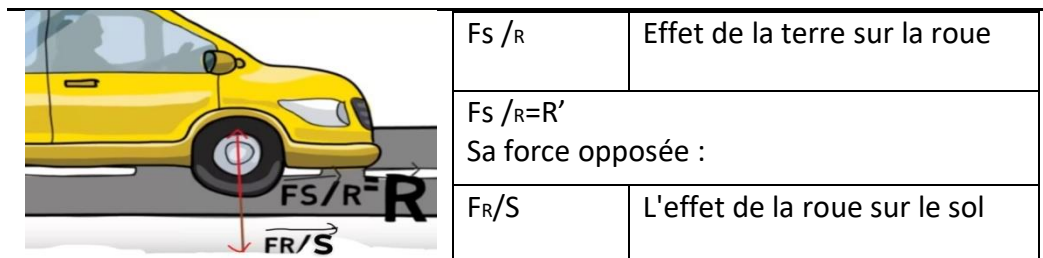 FS/R=R
FR/S
Fs /R Effet de la terre sur la roue
Fs /R=R’
Sa force opposée :
FR/S L'effet de la roue sur le sol